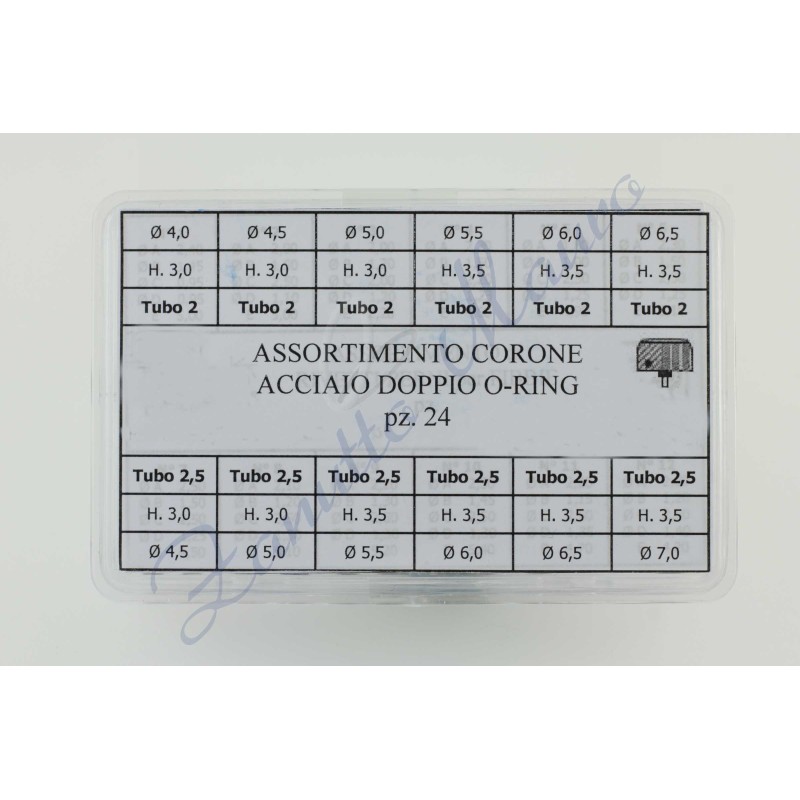 Ø 4,0 Ø 4,5 Ø 5,0 Ø 5,5 Ø 6,0 Ø 6,5
H. 3,0 H. 3,0 H. 3,0 H. 3,5 H. 3,5 H. 3,5
Tubo 2 Tubo 2 Tubo 2 Tubo 2 Tubo 2 Tubo 2
ASSORTIMENTO CORONE
ACCIAIO DOPPIO O-RING
pz. 24
Tubo 2,5 Tubo 2,5 Tubo 2,5 Tubo 2,5 Tubo 2,5 Tubo 2,5
H. 3,0 H. 3,0 H. 3,5 H. 3,5 H. 3,5 H. 3,5
Ø 4,5 Ø 5,0 Ø 5,5 Ø 6,0 Ø 6,5 Ø 7,0
Zanutto Mauro